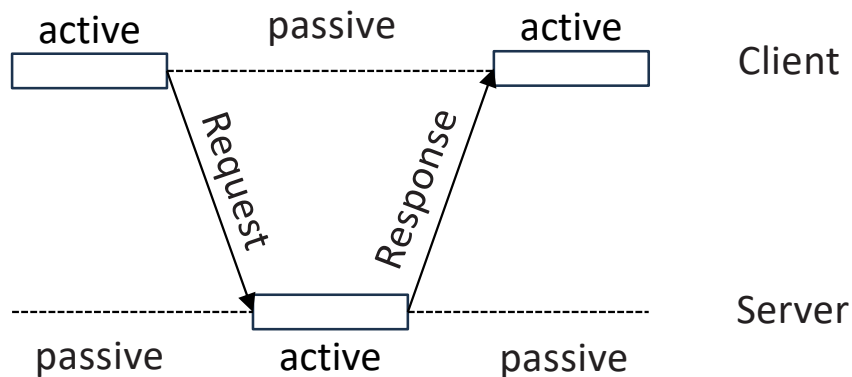 active passive active
Client
Request
Response
Server
passive active passive